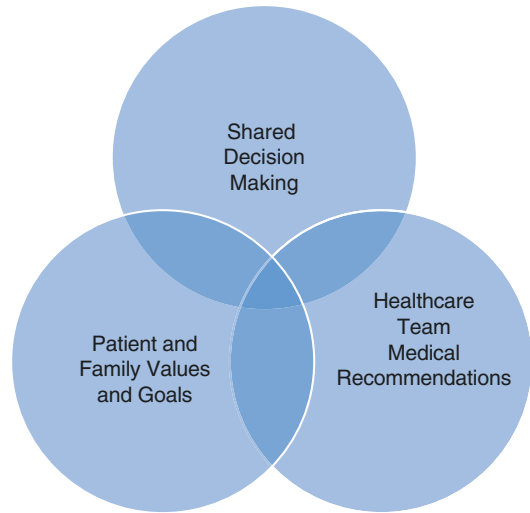 Shared
Decision
Making
Patient and
Family Values
and Goals
Healthcare
Team
Medical
Recommendations